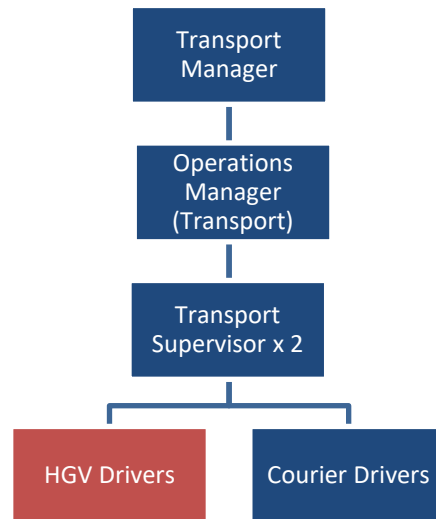 Transport
Manager
Operations
Manager
(Transport)
Transport
Supervisor x 2
HGV Drivers
Courier Drivers